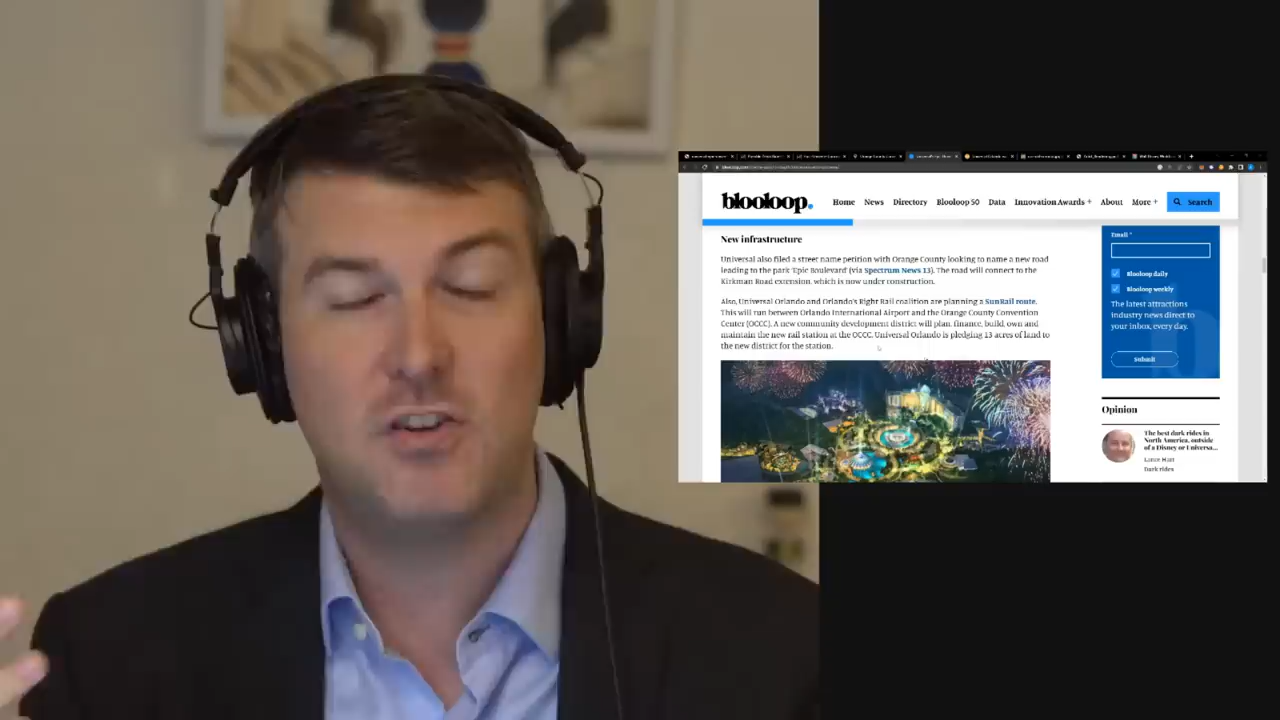 blooloop.
Home News Directory Blooloop 50 Data Innovation Awards + About More + Search
New infrastructure
Universal also filed a street name petition with Orange County looking to name a new road
leading to the park 'Epic Boulevard' (via Spectrum News 13). The road will connect to the
Kirkman Road extension, which is now under construction.
Also, Universal Orlando and Orlando's Right Rail coalition are planning a SunRail route.
This will run between Orlando International Airport and the Orange County Convention
Center (OCCC). A new community development district will plan, finance, build, own and
maintain the new rail station at the OCCC. Universal Orlando is pledging 13 acres of land to
the new district for the station.
Email *
Blooloop daily
Blooloop weekly
The latest attractions
industry news direct to
your inbox, every day.
Submit
Opinion
The best dark rides in
North America, outside
of a Disney or Universa...
Lance Hart
Dark rides